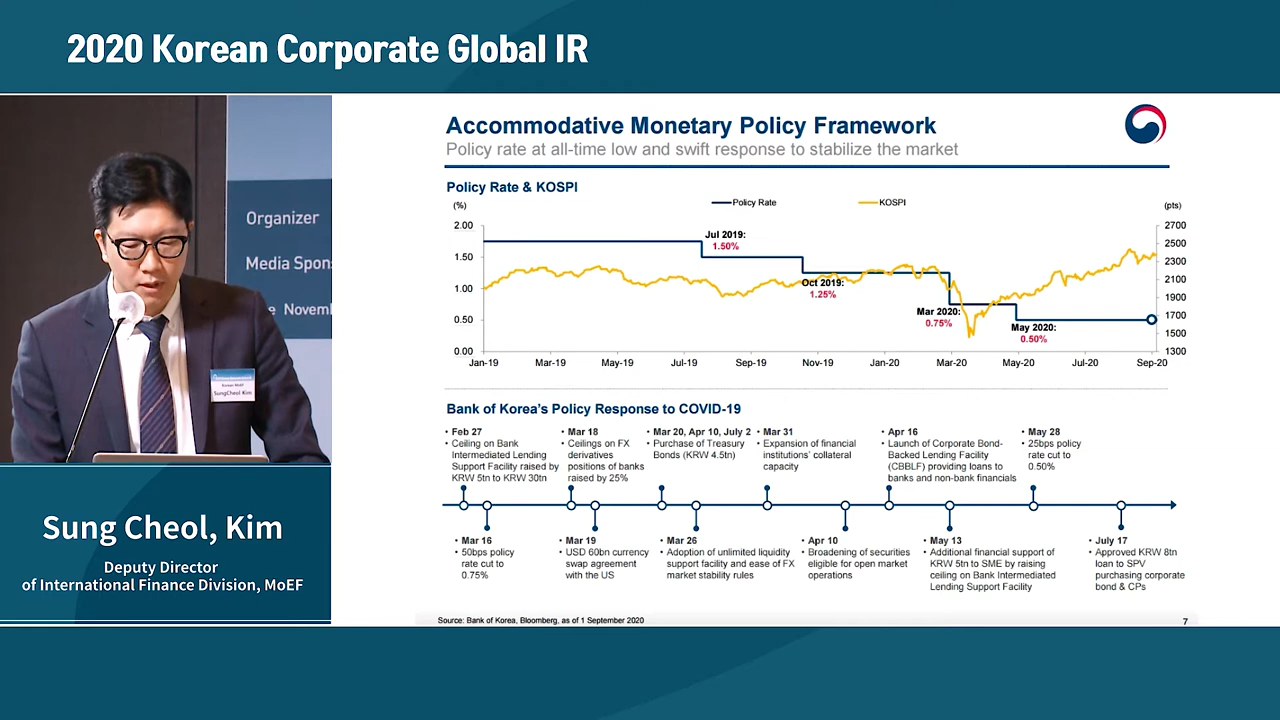 2020 Korean Corporate Global IR
Organizer
Media Spon
e Novem
Korean MoEF
SungCheol Kim
Sung Cheol, Kim
Deputy Director
of International Finance Division, MoEF
Accommodative Monetary Policy Framework
Policy rate at all-time low and swift response to stabilize the market
Policy Rate & KOSPI
(%)
Policy Rate
KOSPI
(pts)
2.00
1.50
1.00
0.50
0.00
2700
2500
2300
2100
1900
1700
1500
1300
Jul 2019:
1.50%
Oct 2019:
1.25%
Mar 2020:
0.75%
May 2020:
0.50%
Jan-19 Mar-19 May-19 Jul-19 Sep-19 Nov-19 Jan-20 Mar-20 May-20 Jul-20 Sep-20
Bank of Korea's Policy Response to COVID-19
• Feb 27
• Ceiling on Bank
Intermediated Lending
Support Facility raised by
KRW 5tn to KRW 30tn
• Mar 18
• Ceilings on FX
derivatives
positions of banks
raised by 25%
• Mar 20, Apr 10, July 2
• Purchase of Treasury
Bonds (KRW 4.5tn)
• Mar 31
• Expansion of financial
institutions' collateral
capacity
• Apr 16
• Launch of Corporate Bond-
Backed Lending Facility
(CBBLF) providing loans to
banks and non-bank financials
• May 28
• 25bps policy
rate cut to
0.50%
• Mar 16
• 50bps policy
rate cut to
0.75%
• Mar 19
• USD 60bn currency
swap agreement
with the US
• Mar 26
• Adoption of unlimited liquidity
support facility and ease of FX
market stability rules
• Apr 10
• Broadening of securities
eligible for open market
operations
• May 13
• Additional financial support of
KRW 5tn to SME by raising
ceiling on Bank Intermediated
Lending Support Facility
• July 17
• Approved KRW 8tn
loan to SPV
purchasing corporate
bond & CPs
Source: Bank of Korea, Bloomberg, as of 1 September 2020
7